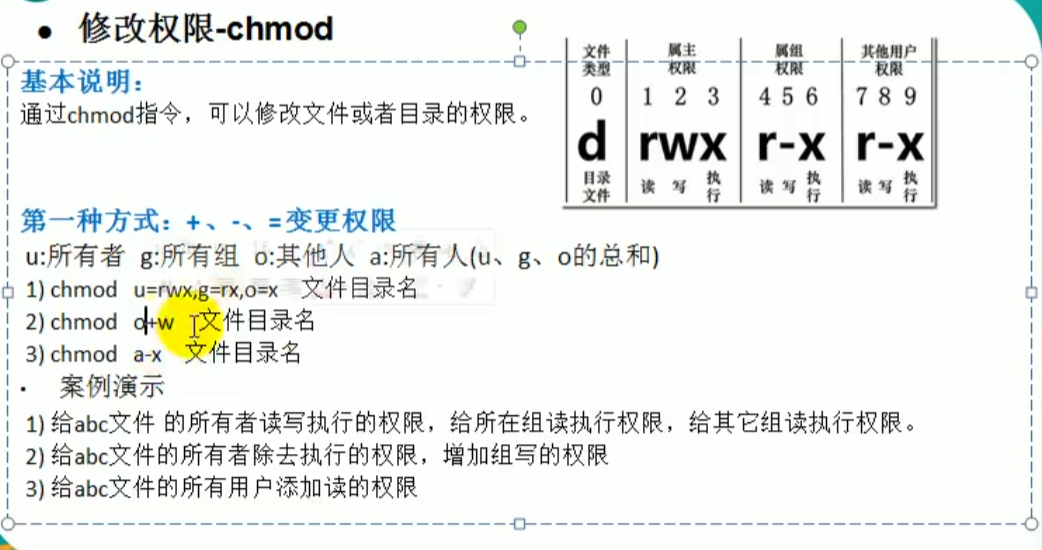 • 修改权限-chmod
文件类型 属主权限 属组权限 其他用户权限
0 1 2 3 4 5 6 7 8 9
d rwx r-x r-x
目录文件 读 写 执行 读 写 执行 读 写 执行
基本说明：
通过chmod指令，可以修改文件或者目录的权限。
第一种方式：+、-、=变更权限
u:所有者 g:所有组 o:其他人 a:所有人(u、g、o的总和)
1) chmod u=rwx,g=rx,o=x 文件目录名
2) chmod o+w 文件目录名
3) chmod a-x 文件目录名
• 案例演示
1) 给abc文件 的所有者读写执行的权限，给所在组读执行权限，给其它组读执行权限。
2) 给abc文件的所有者除去执行的权限，增加组写的权限
3) 给abc文件的所有用户添加读的权限